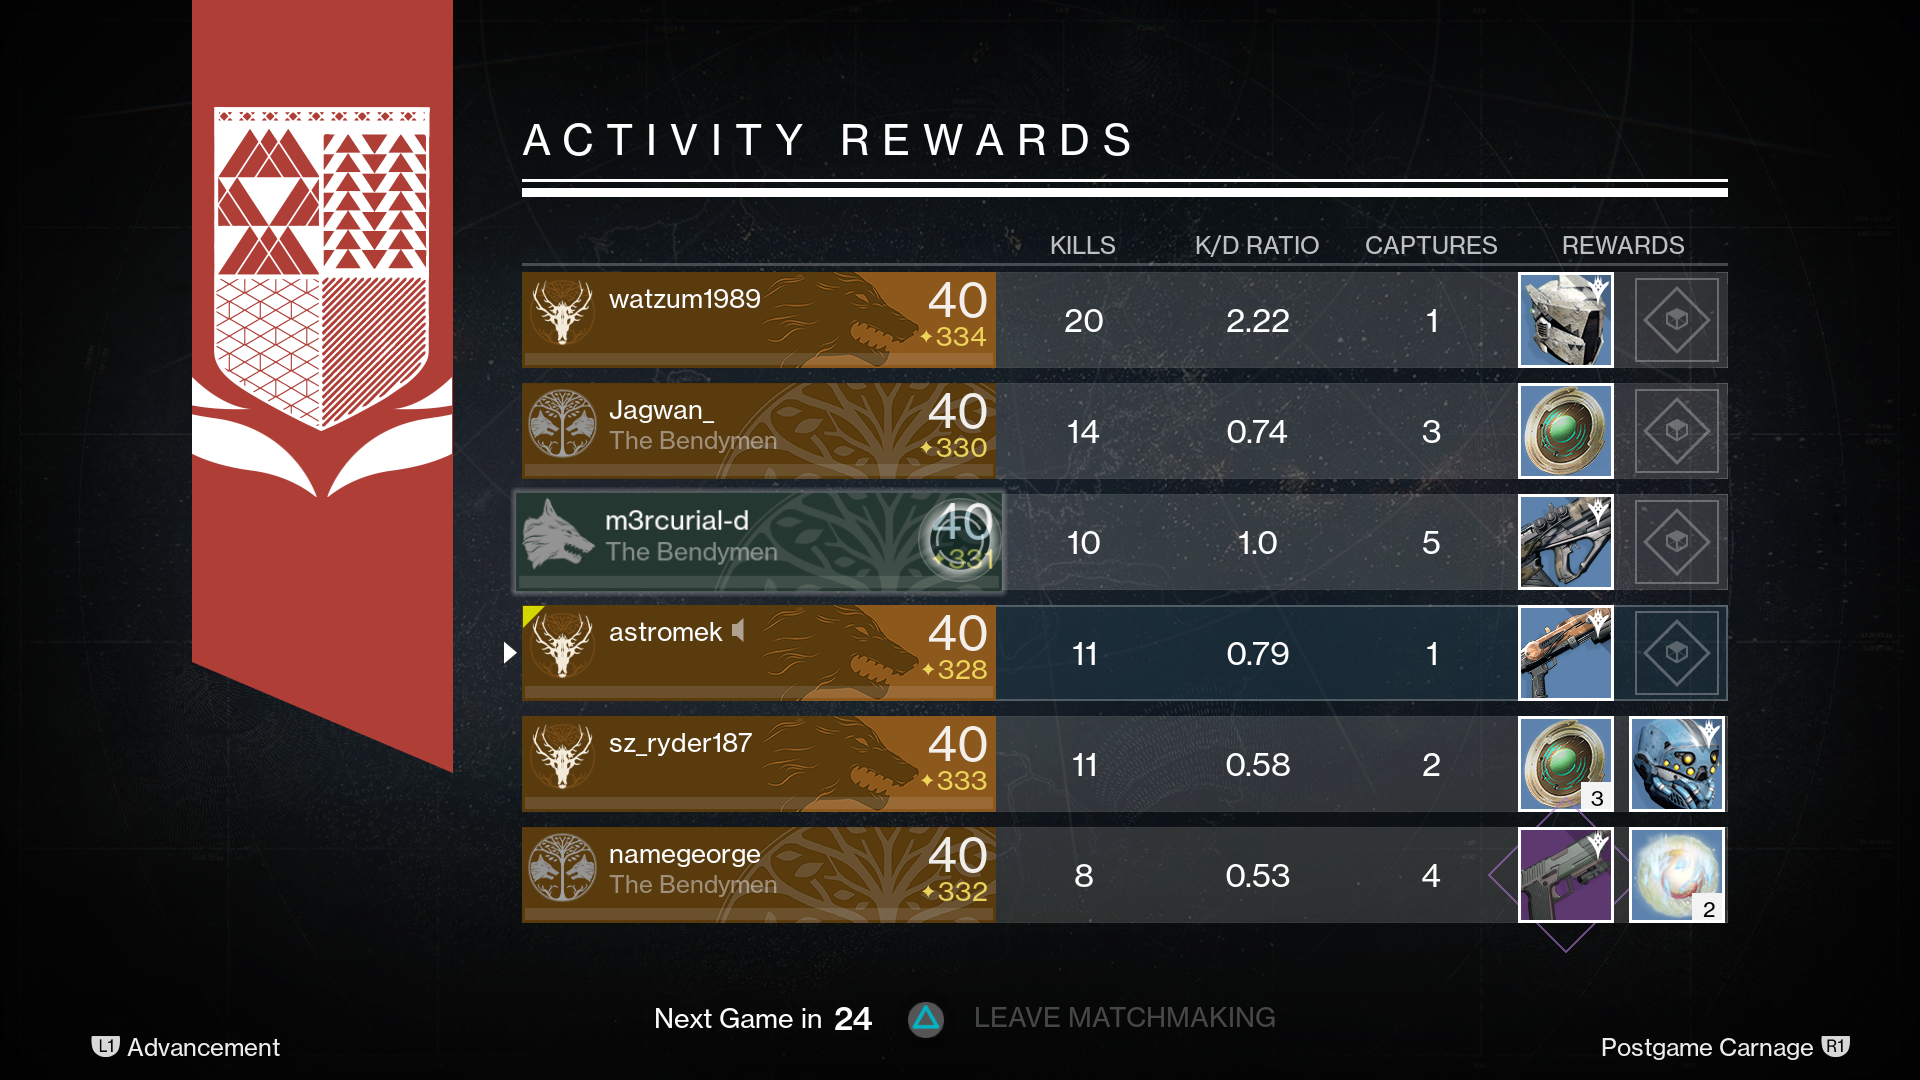 ACTIVITY REWARDS
KILLS K/D RATIO CAPTURES REWARDS
watzum1989 40 20 2.22 1
334
Jagwan_ 40 14 0.74 3
The Bendymen 330
m3rcurial-d 40 10 1.0 5
The Bendymen 331
astromek 40 11 0.79 1
328
sz_ryder187 40 11 0.58 2
333 3
namegeorge 40 8 0.53 4
The Bendymen 332 2
Next Game in 24 LEAVE MATCHMAKING
L1 Advancement Postgame Carnage R1